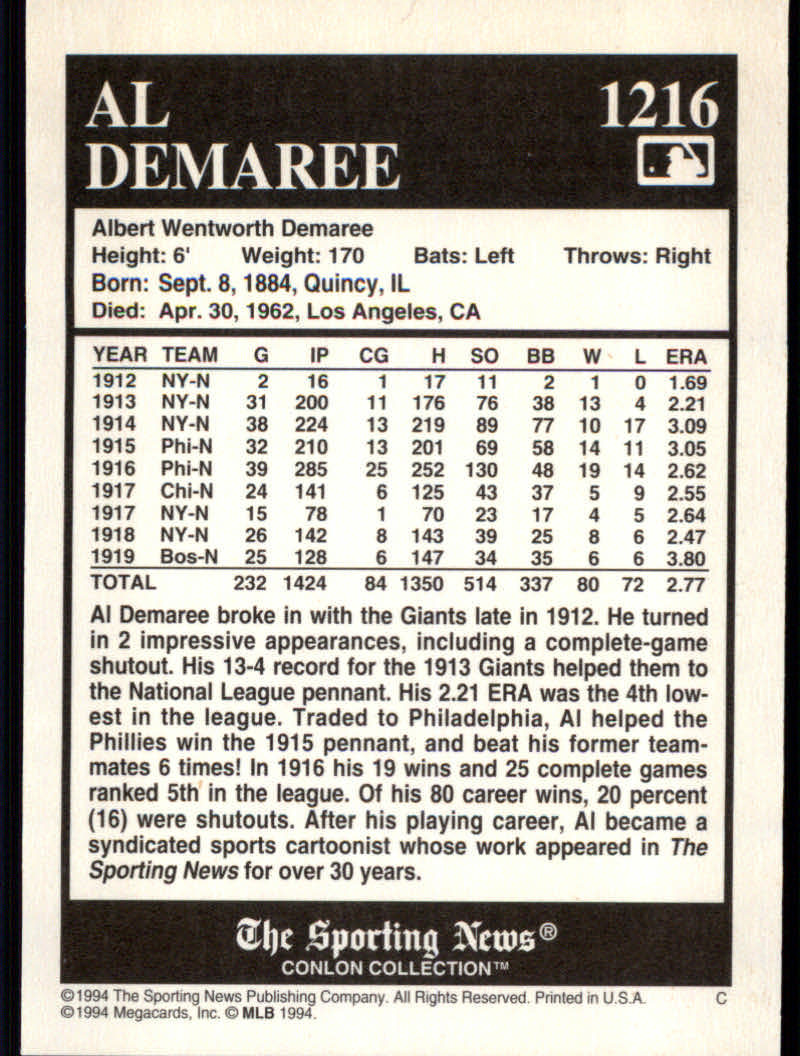 AL 1216
DEMAREE
Albert Wentworth Demaree
Height: 6' Weight: 170 Bats: Left Throws: Right
Born: Sept. 8, 1884, Quincy, IL
Died: Apr. 30, 1962, Los Angeles, CA
YEAR TEAM G IP CG H SO BB W L ERA
1912 NY-N 2 16 1 17 11 2 1 0 1.69
1913 NY-N 31 200 11 176 76 38 13 4 2.21
1914 NY-N 38 224 13 219 89 77 10 17 3.09
1915 Phi-N 32 210 13 201 69 58 14 11 3.05
1916 Phi-N 39 285 25 252 130 48 19 14 2.62
1917 Chi-N 24 141 6 125 43 37 5 9 2.55
1917 NY-N 15 78 1 70 23 17 4 5 2.64
1918 NY-N 26 142 8 143 39 25 8 6 2.47
1919 Bos-N 25 128 6 147 34 35 6 6 3.80
TOTAL 232 1424 84 1350 514 337 80 72 2.77
Al Demaree broke in with the Giants late in 1912. He turned
in 2 impressive appearances, including a complete-game
shutout. His 13-4 record for the 1913 Giants helped them to
the National League pennant. His 2.21 ERA was the 4th low-
est in the league. Traded to Philadelphia, Al helped the
Phillies win the 1915 pennant, and beat his former team-
mates 6 times! In 1916 his 19 wins and 25 complete games
ranked 5th in the league. Of his 80 career wins, 20 percent
(16) were shutouts. After his playing career, Al became a
syndicated sports cartoonist whose work appeared in The
Sporting News for over 30 years.
The Sporting News®
CONLON COLLECTION™
©1994 The Sporting News Publishing Company. All Rights Reserved. Printed in U.S.A. C
©1994 Megacards, Inc. © MLB 1994.